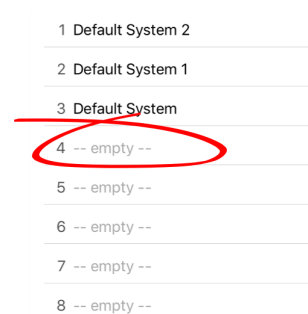 1 Default System 2
2 Default System 1
3 Default System
4 -- empty --
5 -- empty --
6 -- empty --
7 -- empty --
8 -- empty --